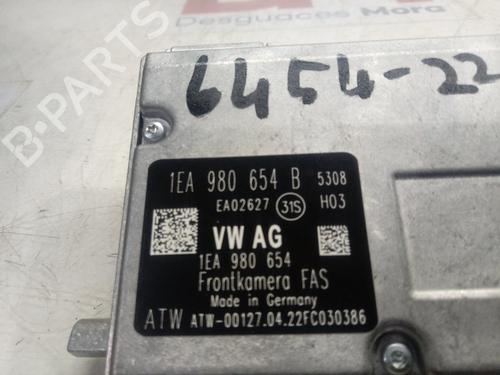 Desguaces Mora
B-PARTS
6454-22
1EA 980 654 B 5308
EA02627 31S H03
VW AG
1EA 980 654
Frontkamera FAS
Made in Germany
ATW ATW-00127.04.22FC030386